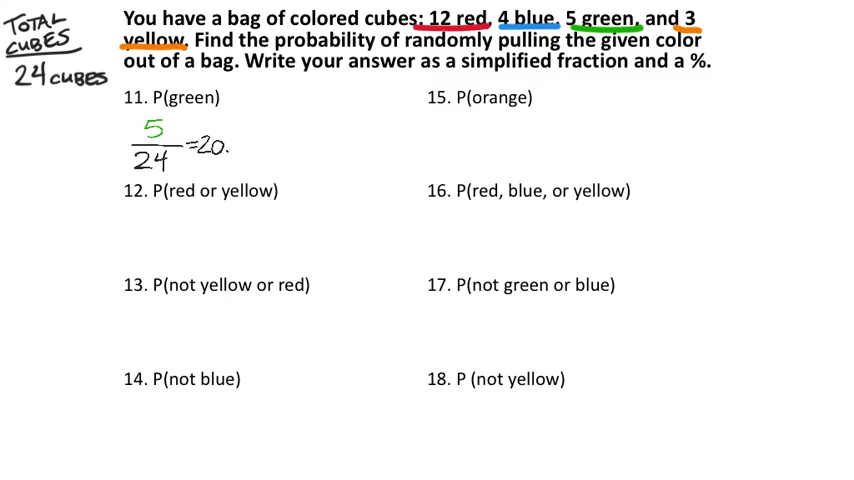 TOTAL
CUBES
24 CUBES
You have a bag of colored cubes: 12 red, 4 blue, 5 green, and 3
yellow. Find the probability of randomly pulling the given color
out of a bag. Write your answer as a simplified fraction and a %.
11. P(green)
5
24
=20.
12. P(red or yellow)
13. P(not yellow or red)
14. P(not blue)
15. P(orange)
16. P(red, blue, or yellow)
17. P(not green or blue)
18. P (not yellow)